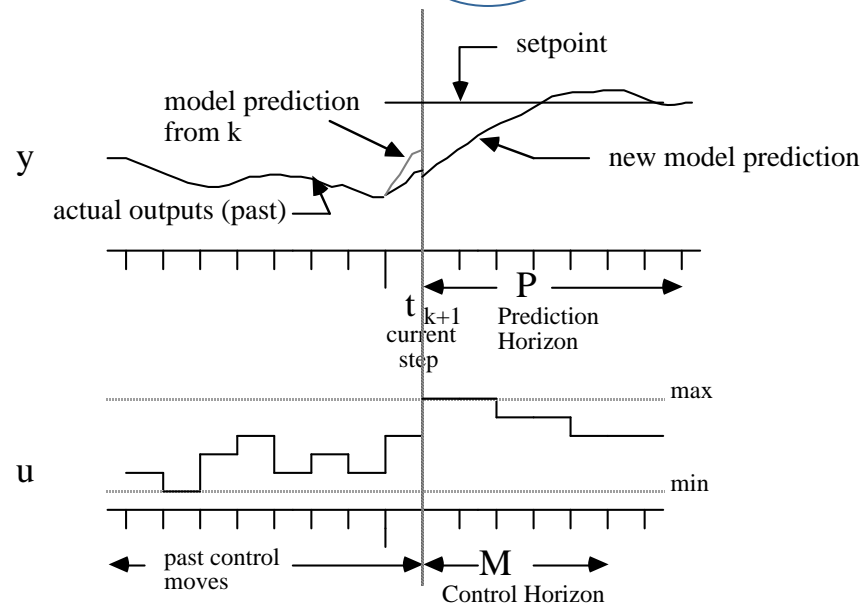 setpoint
model prediction
from k
y
new model prediction
actual outputs (past)
P
t k+1
current
step
Prediction
Horizon
max
u
min
past control
moves
M
Control Horizon